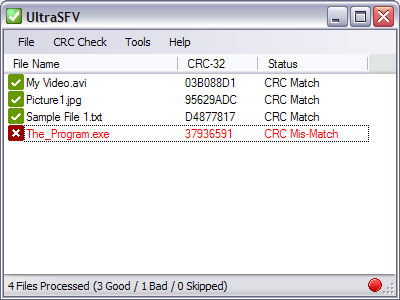 UltraSFV
File CRC Check Tools Help
File Name CRC-32 Status
My Video.avi 03B088D1 CRC Match
Picture1.jpg 95629ADC CRC Match
Sample File 1.txt D4877817 CRC Match
The_Program.exe 37936591 CRC Mis-Match
4 Files Processed (3 Good / 1 Bad / 0 Skipped)